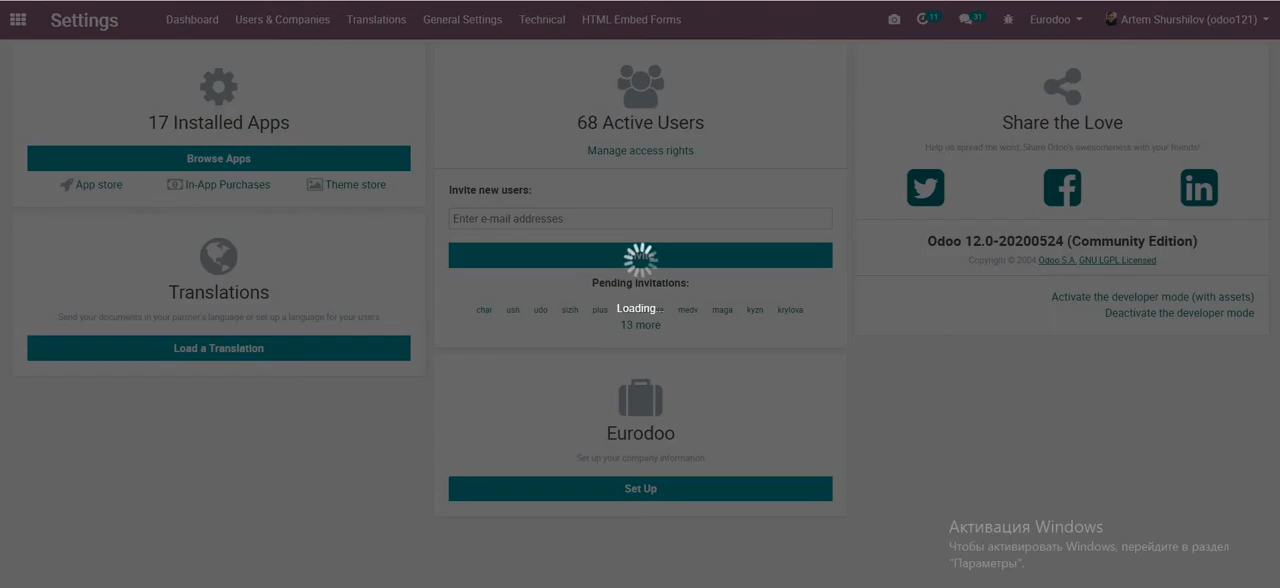 Settings
Dashboard
Users & Companies
Translations
General Settings
Technical
HTML Embed Forms
11
31
Eurodoo
Artem Shurshilov (odoo121)
17 Installed Apps
Browse Apps
App store
In-App Purchases
Theme store
Translations
Send your documents in your partner's language or set up a language for your users
Load a Translation
68 Active Users
Manage access rights
Invite new users:
Enter e-mail addresses
Pending Invitations:
char
usn
udo
sizih
plus
Loading...
medv
maga
kyzn
krylova
13 more
Eurodoo
Set up your company information
Set Up
Share the Love
Help us spread the word: Share Odoo's awesomeness with your friends!
Odoo 12.0-20200524 (Community Edition)
Copyright © 2004 Odoo S.A. GNU LGPL Licensed
Activate the developer mode (with assets)
Deactivate the developer mode
Активация Windows
Чтобы активировать Windows, перейдите в раздел
"Параметры".